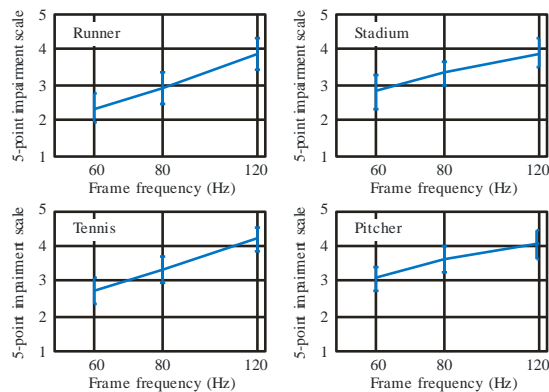 5-point impairment scale
5
4
3
2
1
Runner
60
80
120
Frame frequency (Hz)
5-point impairment scale
5
4
3
2
1
Stadium
60
80
120
Frame frequency (Hz)
5-point impairment scale
5
4
3
2
1
Tennis
60
80
120
Frame frequency (Hz)
5-point impairment scale
5
4
3
2
1
Pitcher
60
80
120
Frame frequency (Hz)